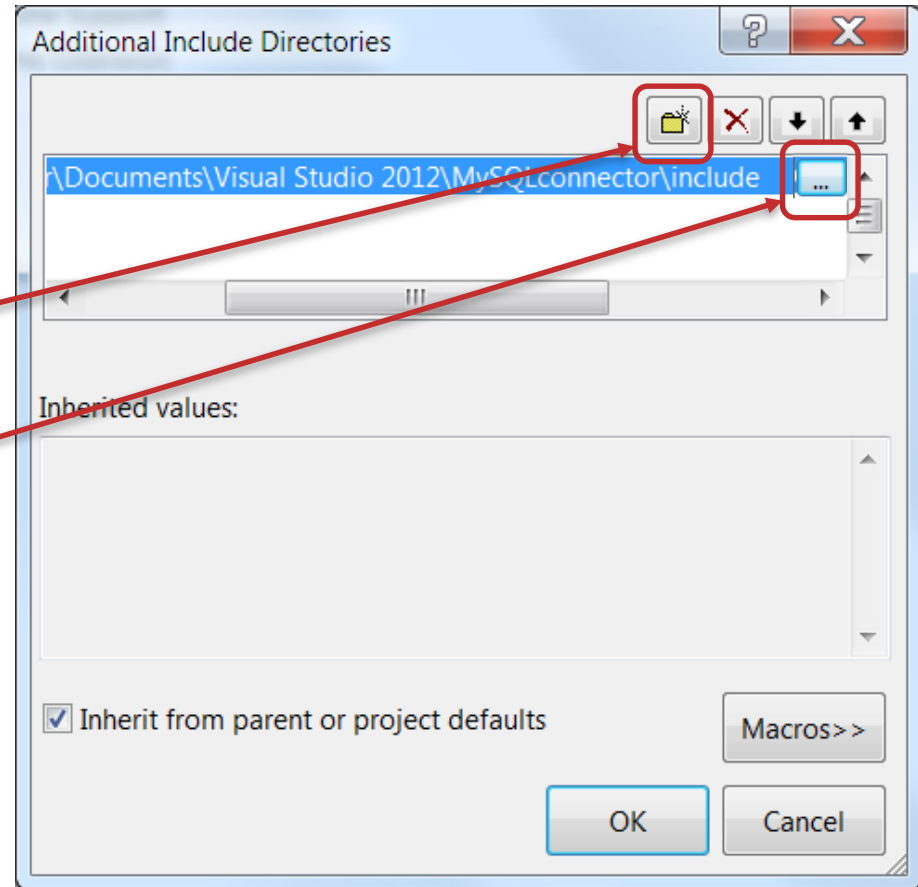 Additional Include Directories
r\Documents\Visual Studio 2012\MySQLconnector\include
...
Inherited values:
Inherit from parent or project defaults
Macros>>
OK
Cancel